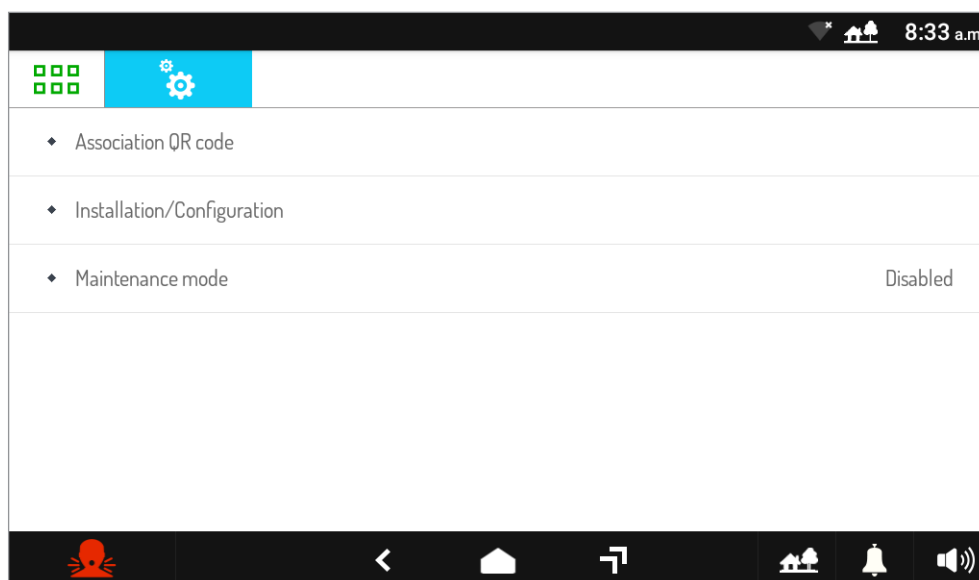 8:33 a.m
Association QR code
Installation/Configuration
Maintenance mode Disabled